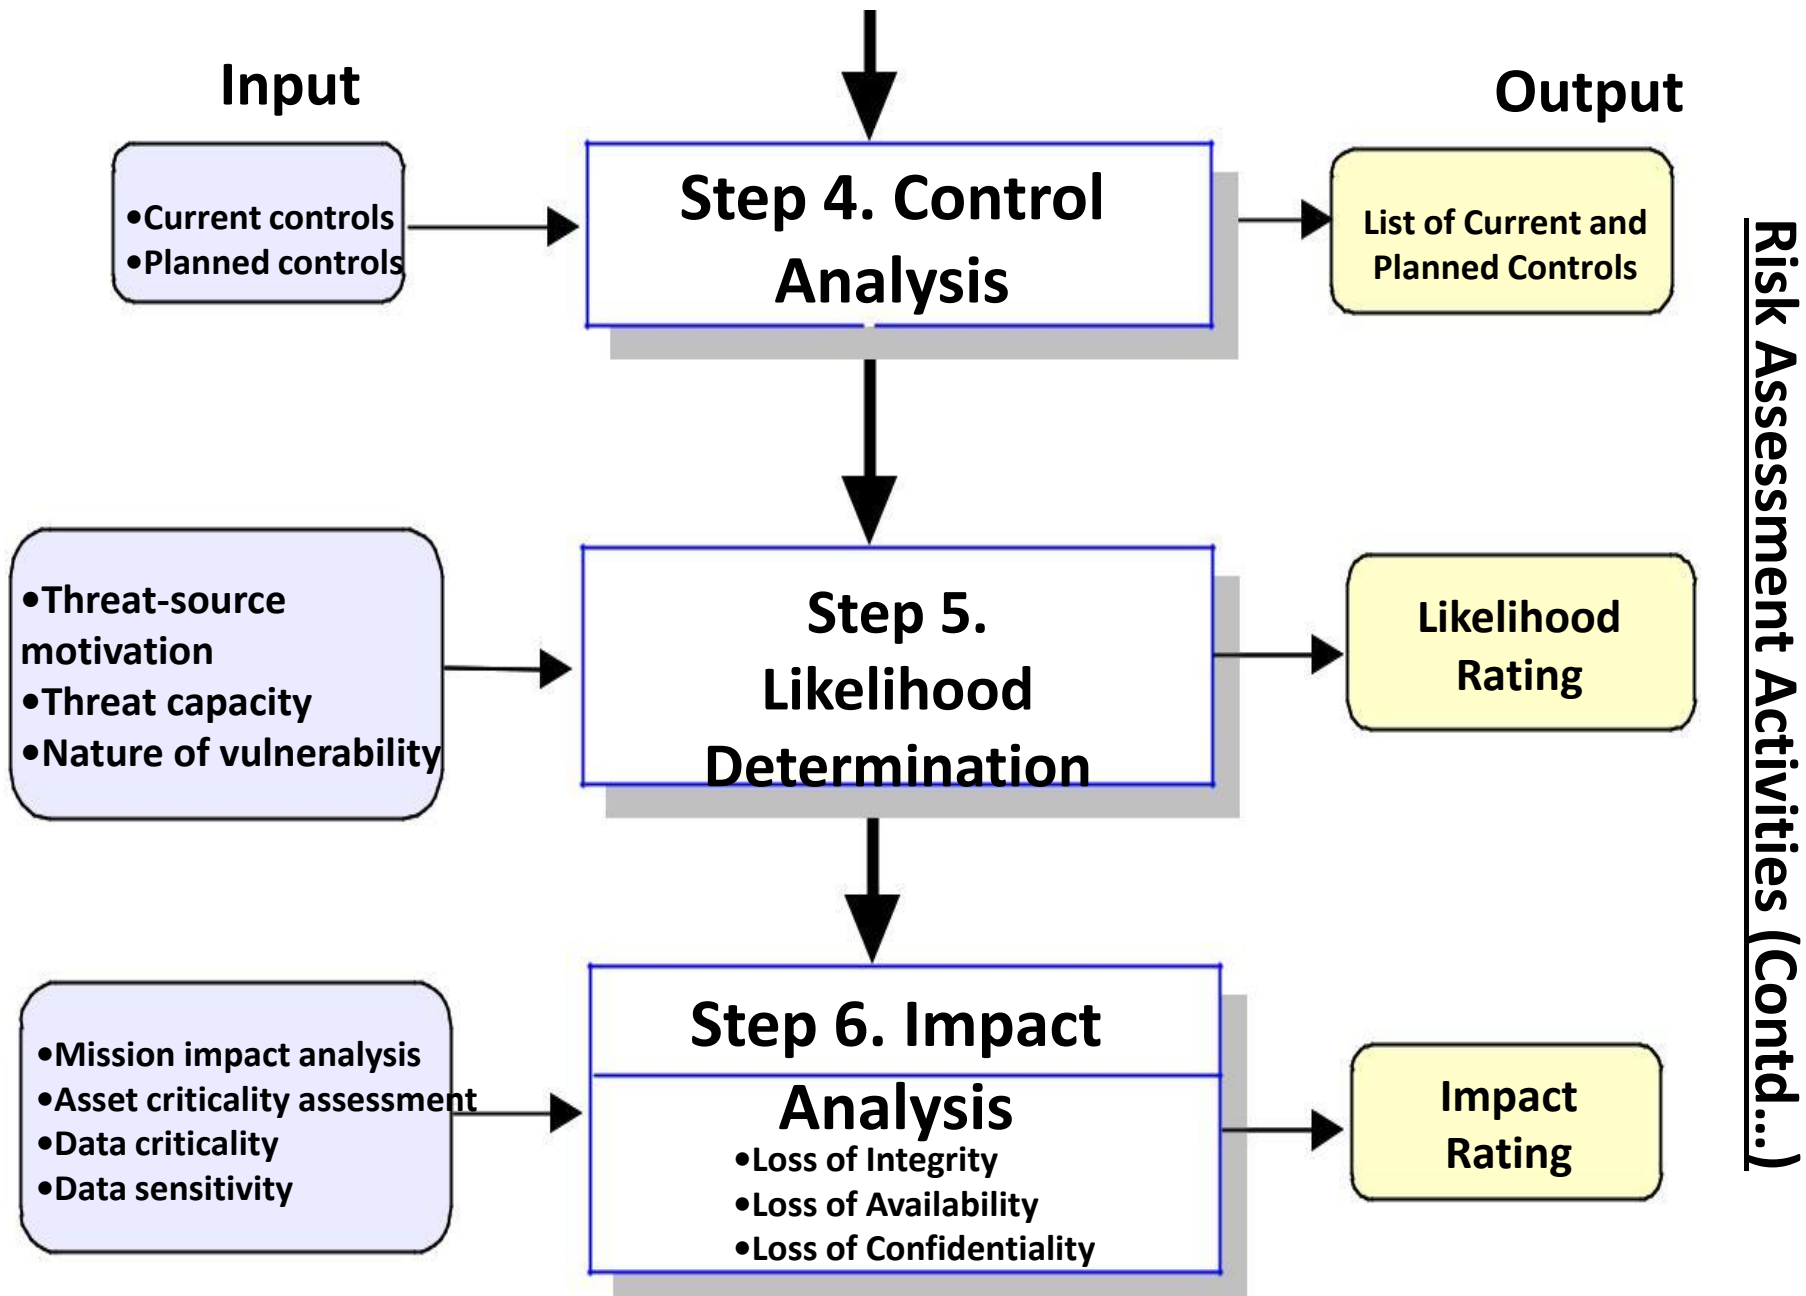 Input
Output
•Current controls
•Planned controls
Step 4. Control
Analysis
List of Current and
Planned Controls
•Threat-source
motivation
•Threat capacity
•Nature of vulnerability
Step 5.
Likelihood
Determination
Likelihood
Rating
•Mission impact analysis
•Asset criticality assessment
•Data criticality
•Data sensitivity
Step 6. Impact
Analysis
•Loss of Integrity
•Loss of Availability
•Loss of Confidentiality
Impact
Rating
Risk Assessment Activities (Contd...)